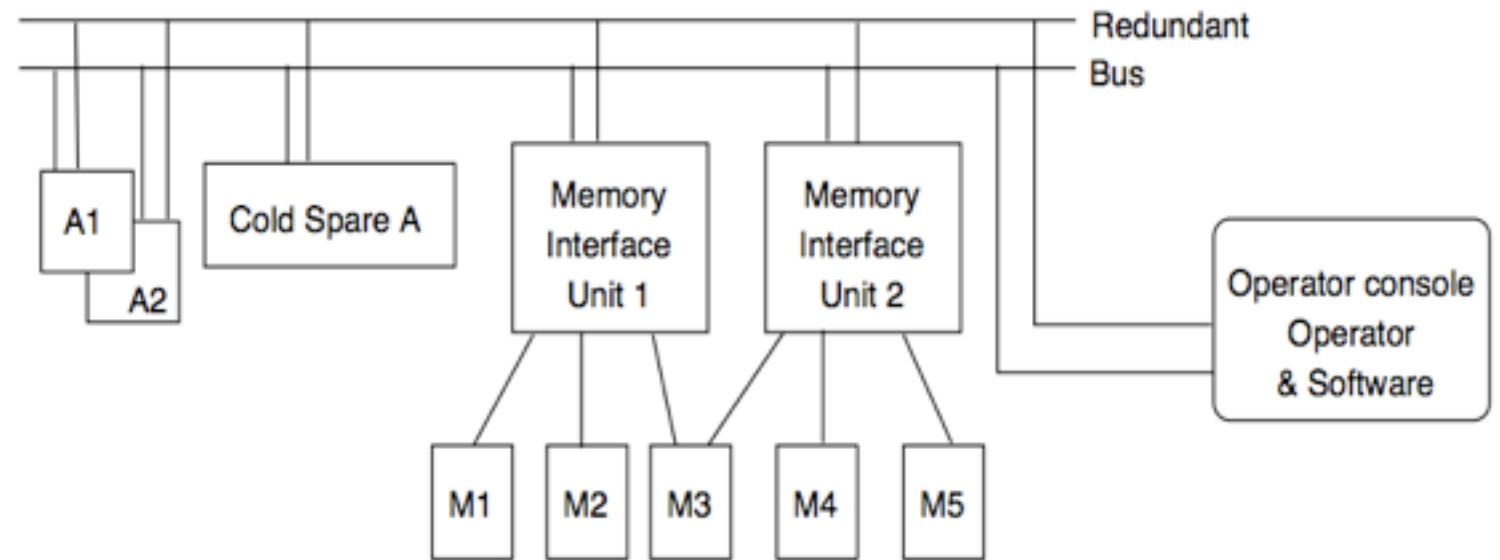 Redundant
Bus
A1
A2
Cold Spare A
Memory
Interface
Unit 1
Memory
Interface
Unit 2
Operator console
Operator
& Software
M1
M2
M3
M4
M5